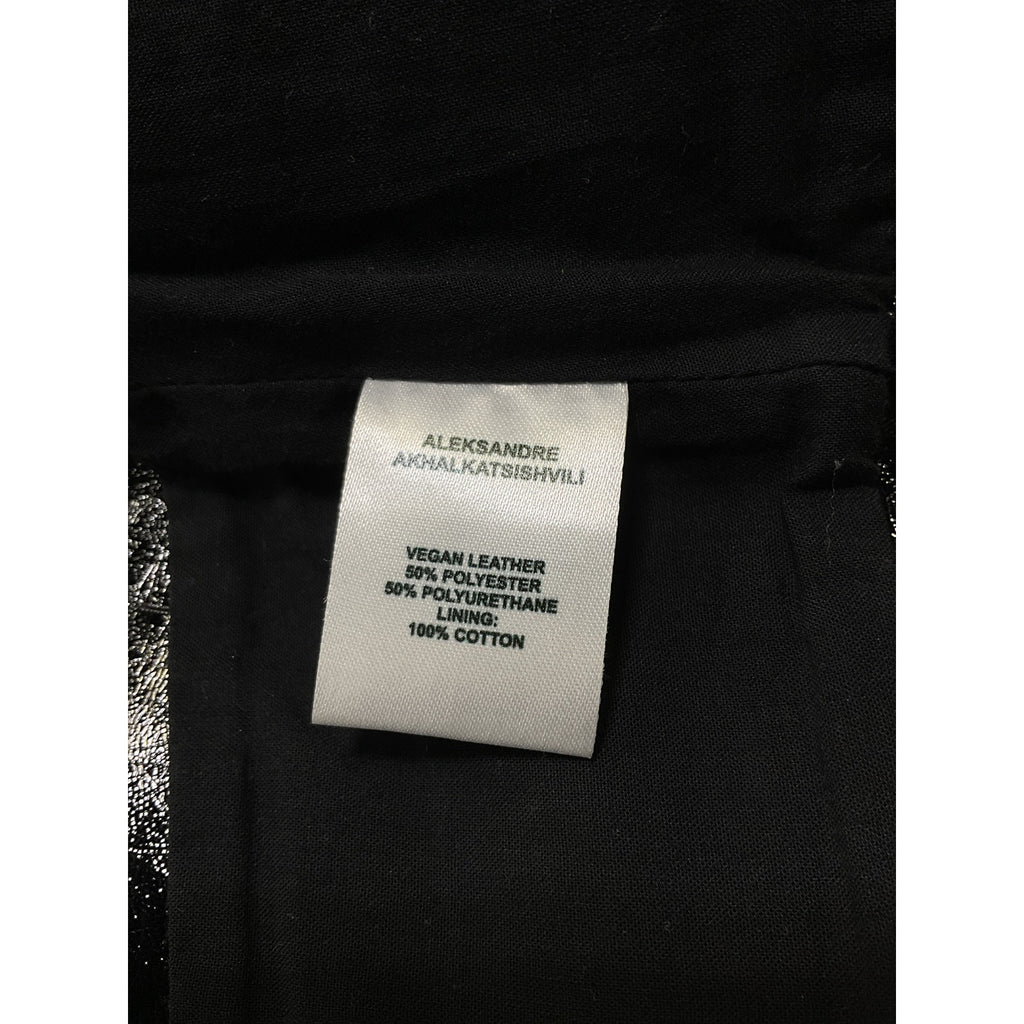 ALEKSANDRE
AKHALKATSISHVILI
VEGAN LEATHER
50% POLYESTER
50% POLYURETHANE
LINING:
100% COTTON